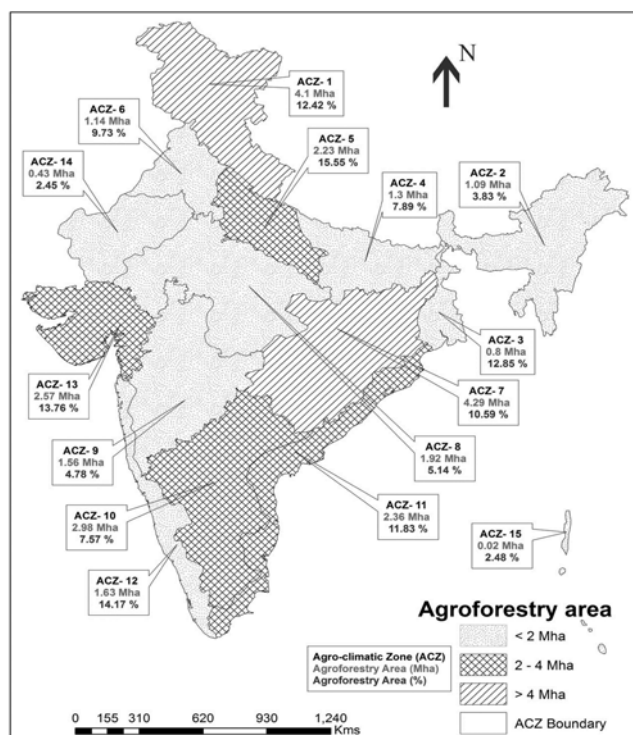 N
ACZ- 1
4.1 Mha
12.42 %
ACZ- 6
1.14 Mha
9.73 %
ACZ- 5
2.23 Mha
15.55 %
ACZ- 14
0.43 Mha
2.45 %
ACZ- 4
1.3 Mha
7.89 %
ACZ- 2
1.09 Mha
3.83 %
ACZ- 3
0.8 Mha
12.85 %
ACZ- 13
2.57 Mha
13.76 %
ACZ- 7
4.29 Mha
10.59 %
ACZ- 9
1.56 Mha
4.78 %
ACZ- 8
1.92 Mha
5.14 %
ACZ- 10
2.98 Mha
7.57 %
ACZ- 11
2.36 Mha
11.83 %
ACZ- 15
0.02 Mha
2.48 %
ACZ- 12
1.63 Mha
14.17 %
Agroforestry area
< 2 Mha
2 - 4 Mha
> 4 Mha
ACZ Boundary
Agro-climatic Zone (ACZ)
Agroforestry Area (Mha)
Agroforestry Area (%)
0 155 310 620 930 1,240
Kms